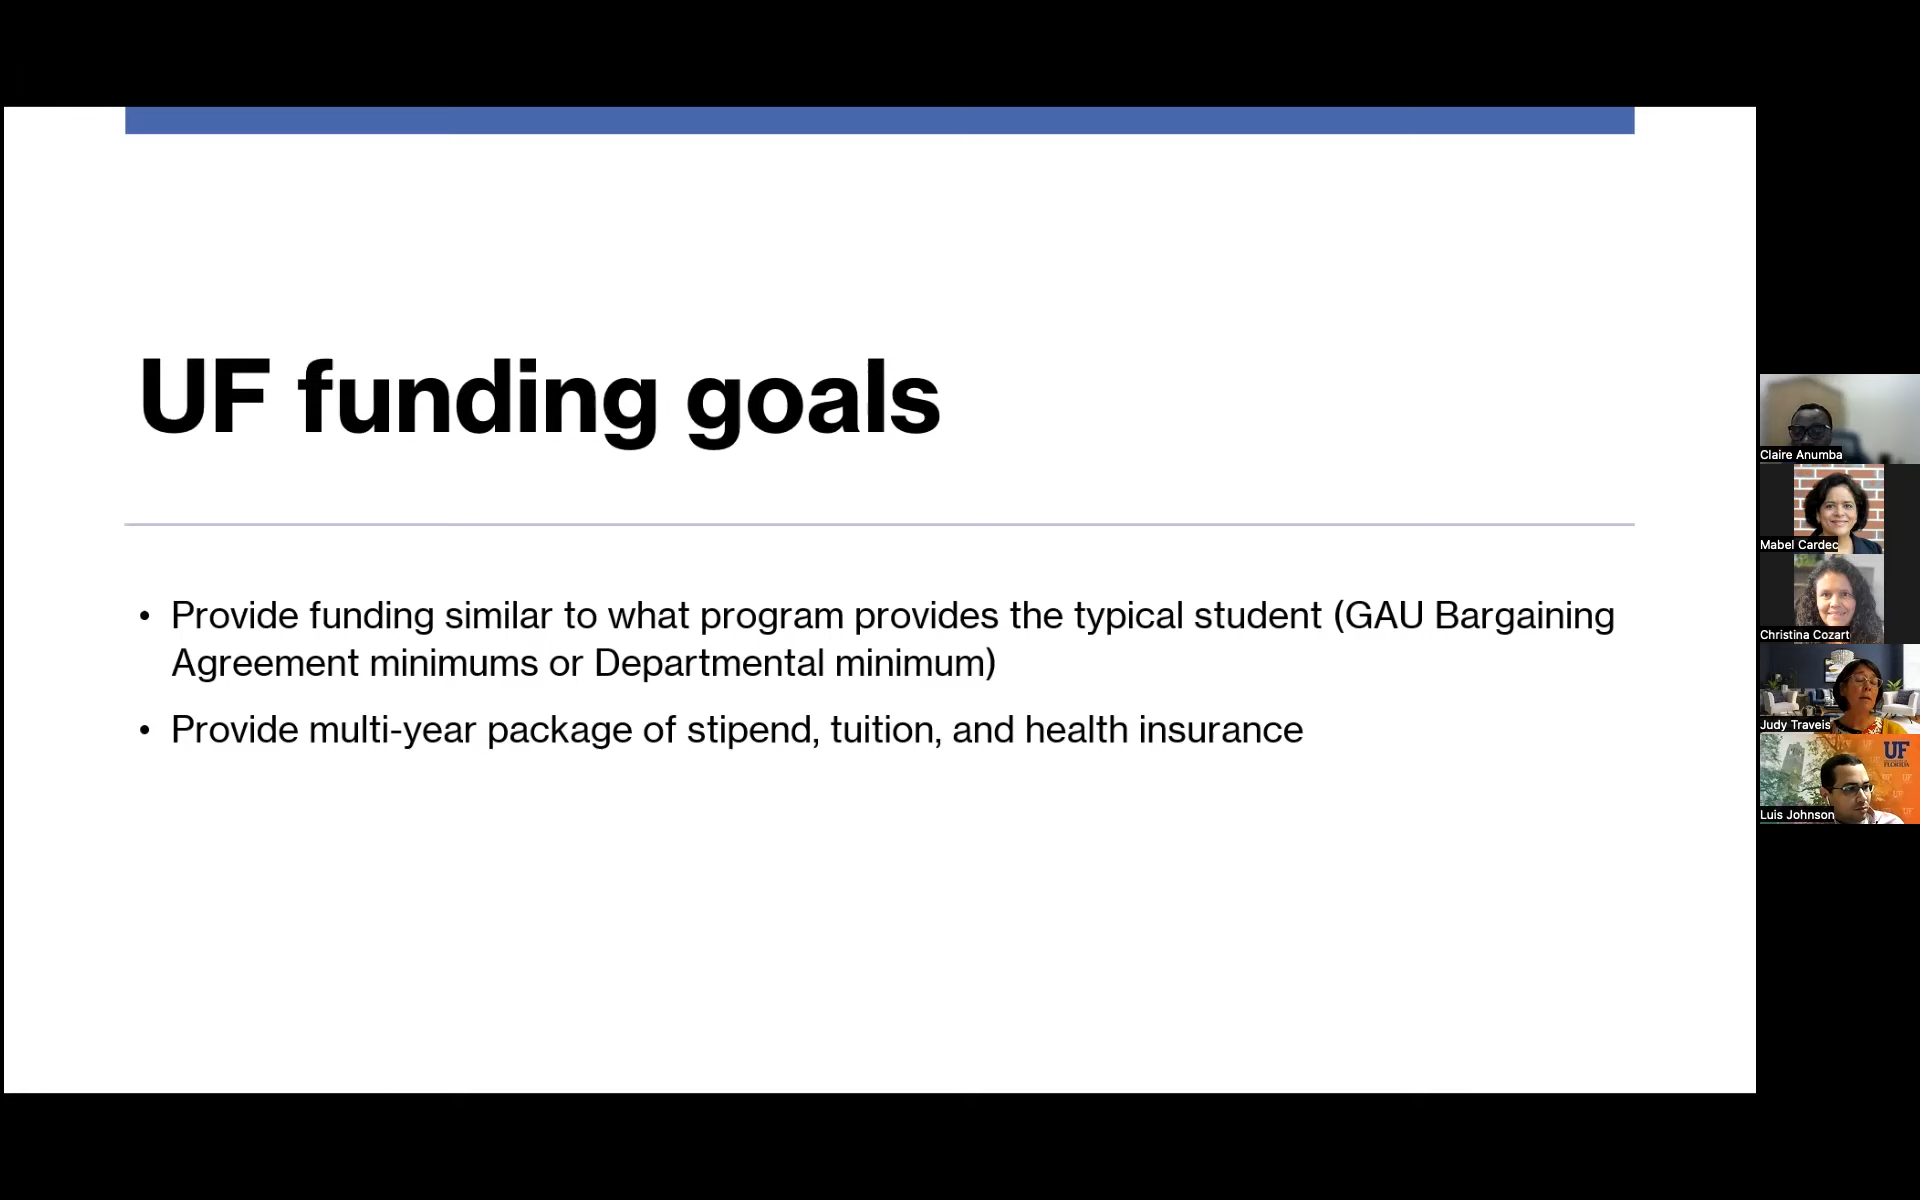 UF funding goals
• Provide funding similar to what program provides the typical student (GAU Bargaining
Agreement minimums or Departmental minimum)
• Provide multi-year package of stipend, tuition, and health insurance
Claire Anumba
Mabel Cardec
Christina Cozart
Judy Traveis
UF
FLORIDA
Luis Johnson